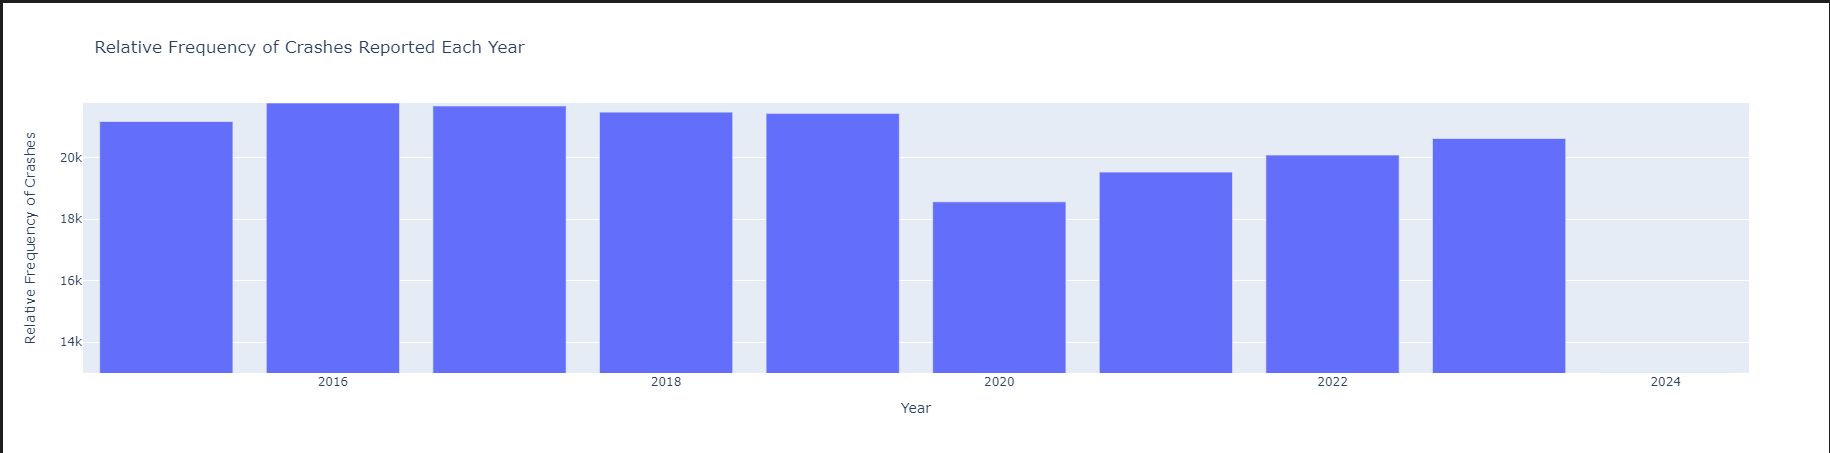 Relative Frequency of Crashes Reported Each Year
Relative Frequency of Crashes
20k
18k
16k
14k
2016
2018
2020
2022
2024
Year